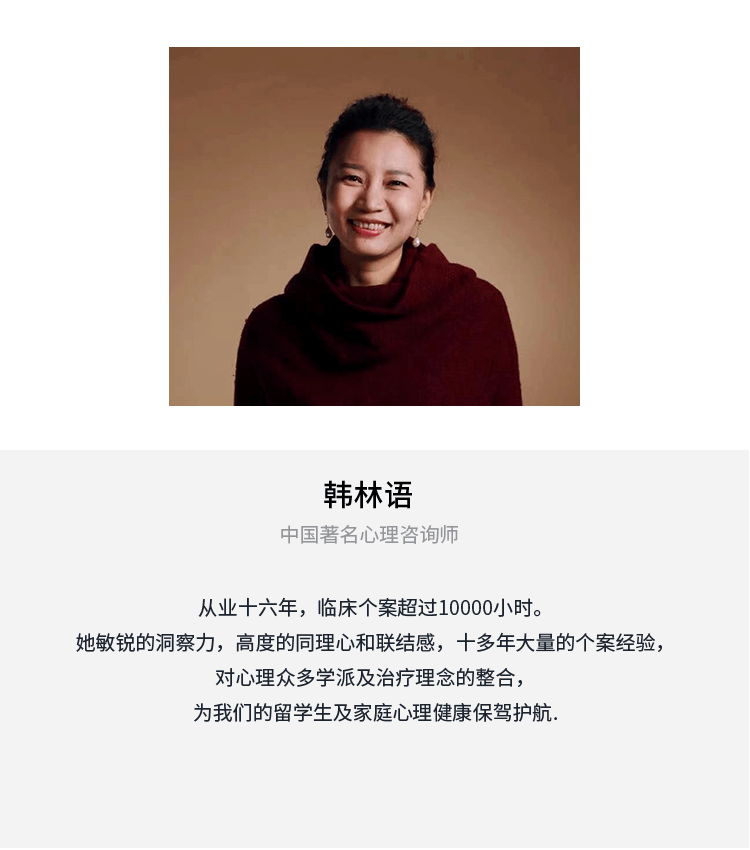 韩林语
中国著名心理咨询师
从业十六年，临床个案超过10000小时。
她敏锐的洞察力，高度的同理心和联结感，十多年大量的个案经验，
对心理众多学派及治疗理念的整合，
为我们的留学生及家庭心理健康保驾护航.